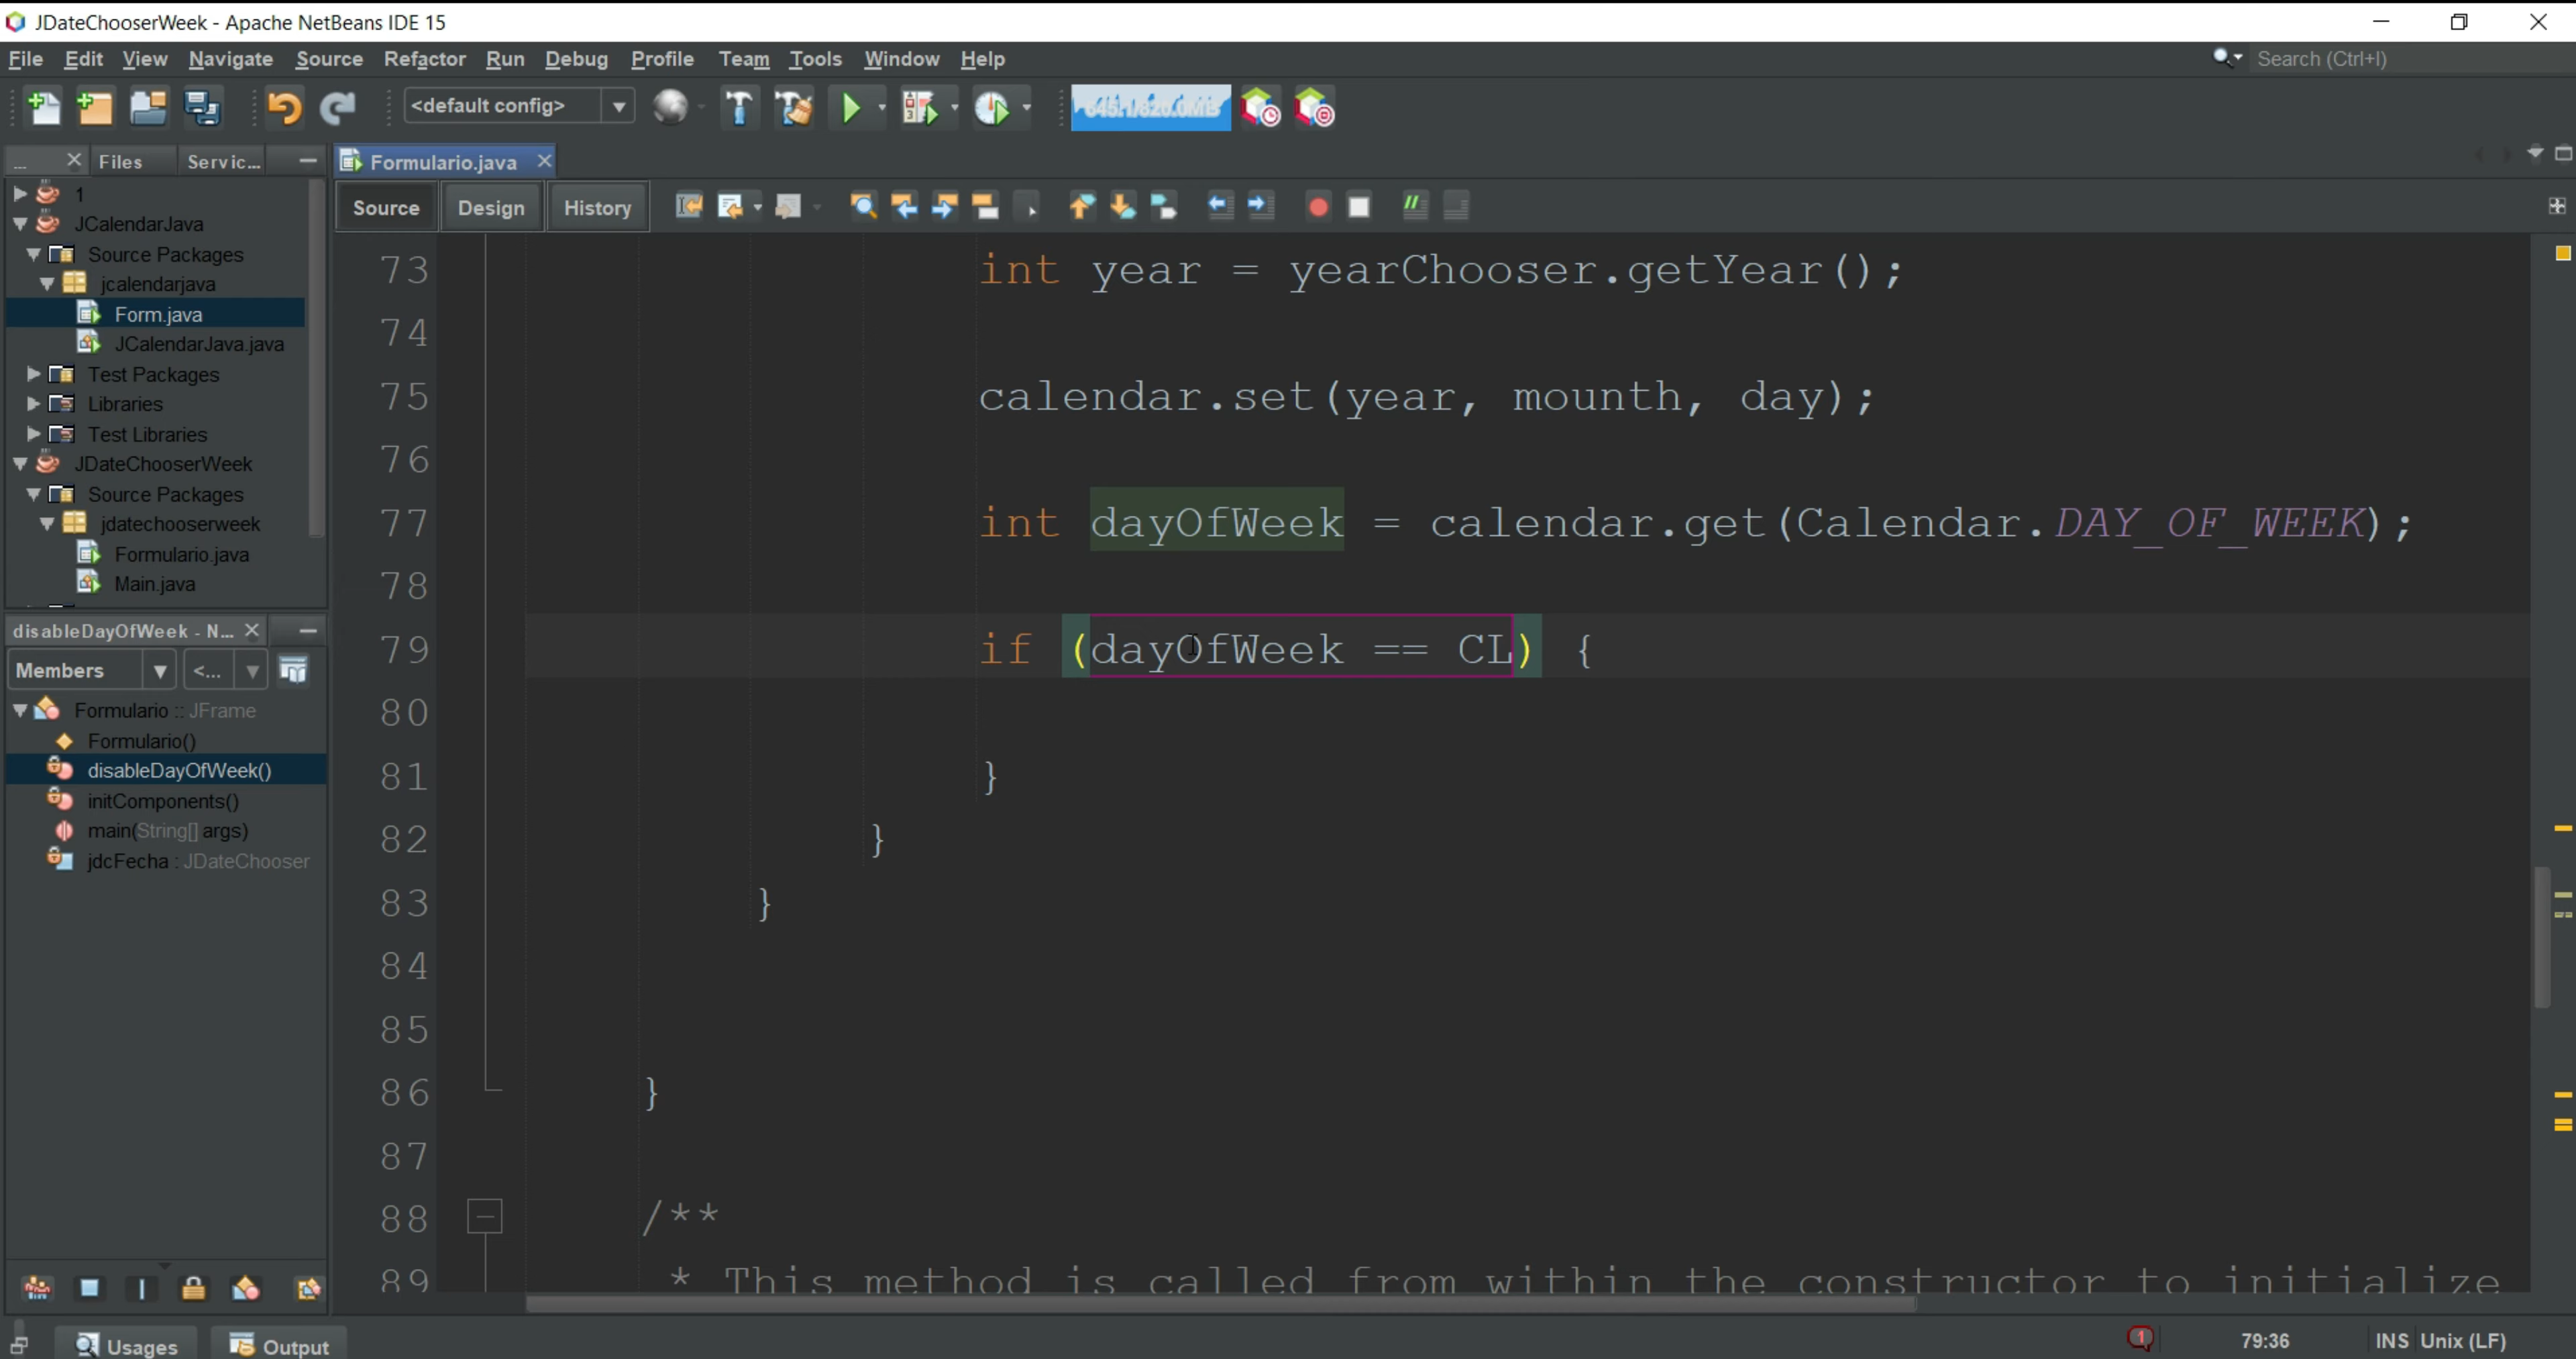 JDateChooserWeek - Apache NetBeans IDE 15
File Edit View Navigate Source Refactor Run Debug Profile Team Tools Window Help
Search (Ctrl+I)
<default config>
... Files Servic...
Formulario.java
Source Design History
1
JCalendarJava
Source Packages
jcalendarjava
Form.java
JCalendarJava.java
Test Packages
Libraries
Test Libraries
JDateChooserWeek
Source Packages
jdatechooserweek
Formulario.java
Main.java
disableDayOfWeek - N...
Members <...
Formulario :: JFrame
Formulario()
disableDayOfWeek()
initComponents()
main(String[] args)
jdcFecha : JDateChooser
73 int year = yearChooser.getYear();
74
75 calendar.set(year, mounth, day);
76
77 int dayOfWeek = calendar.get(Calendar.DAY_OF_WEEK);
78
79 if (dayOfWeek == CL) {
80
81 }
82 }
83 }
84
85
86 }
87
88 /**
89 * This method is called from within the constructor to initialize
Usages Output
1 79:36 INS Unix (LF)